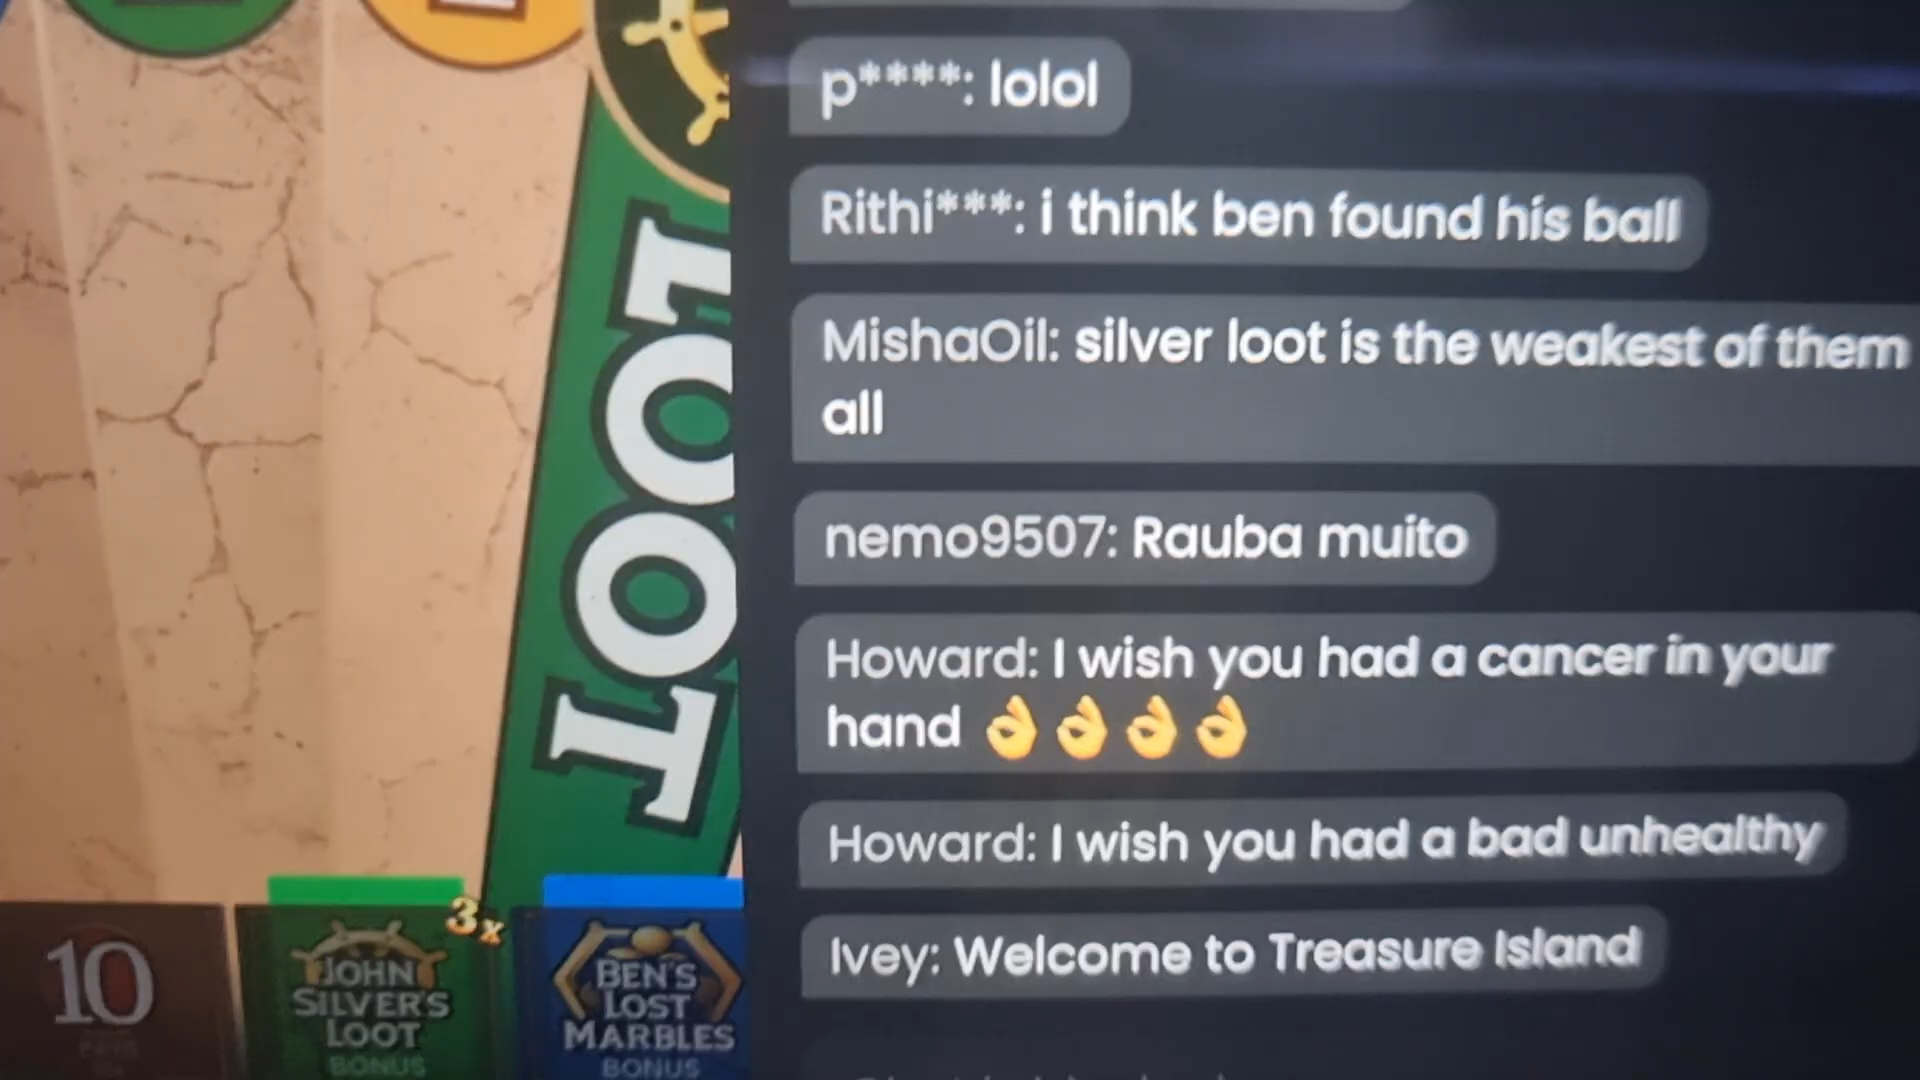 p****: lolol
Rithi***: i think ben found his ball
MishaOil: silver loot is the weakest of them
all
nemo9507: Rauba muito
Howard: I wish you had a cancer in your
hand 👌👌👌👌
Howard: I wish you had a bad unhealthy
Ivey: Welcome to Treasure Island
LOOT
10
PAYS
3x
JOHN
SILVER'S
LOOT
BONUS
BEN'S
LOST
MARBLES
BONUS